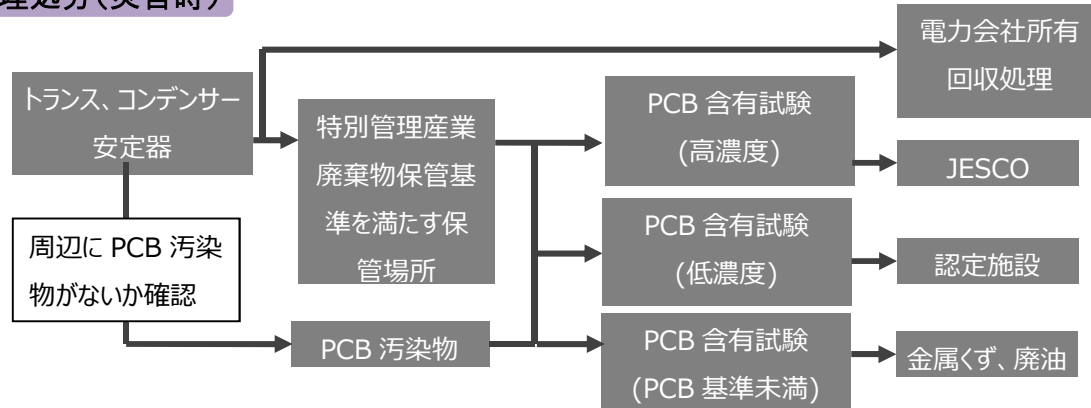 処分(災害時)
電力会社所有
回収処理
トランス、コンデンサー
安定器
特別管理産業
廃棄物保管基
準を満たす保
管場所
PCB 含有試験
(高濃度)
JESCO
周辺に PCB 汚染
物がないか確認
PCB 含有試験
(低濃度)
認定施設
PCB 汚染物
PCB 含有試験
(PCB 基準未満)
金属くず、廃油